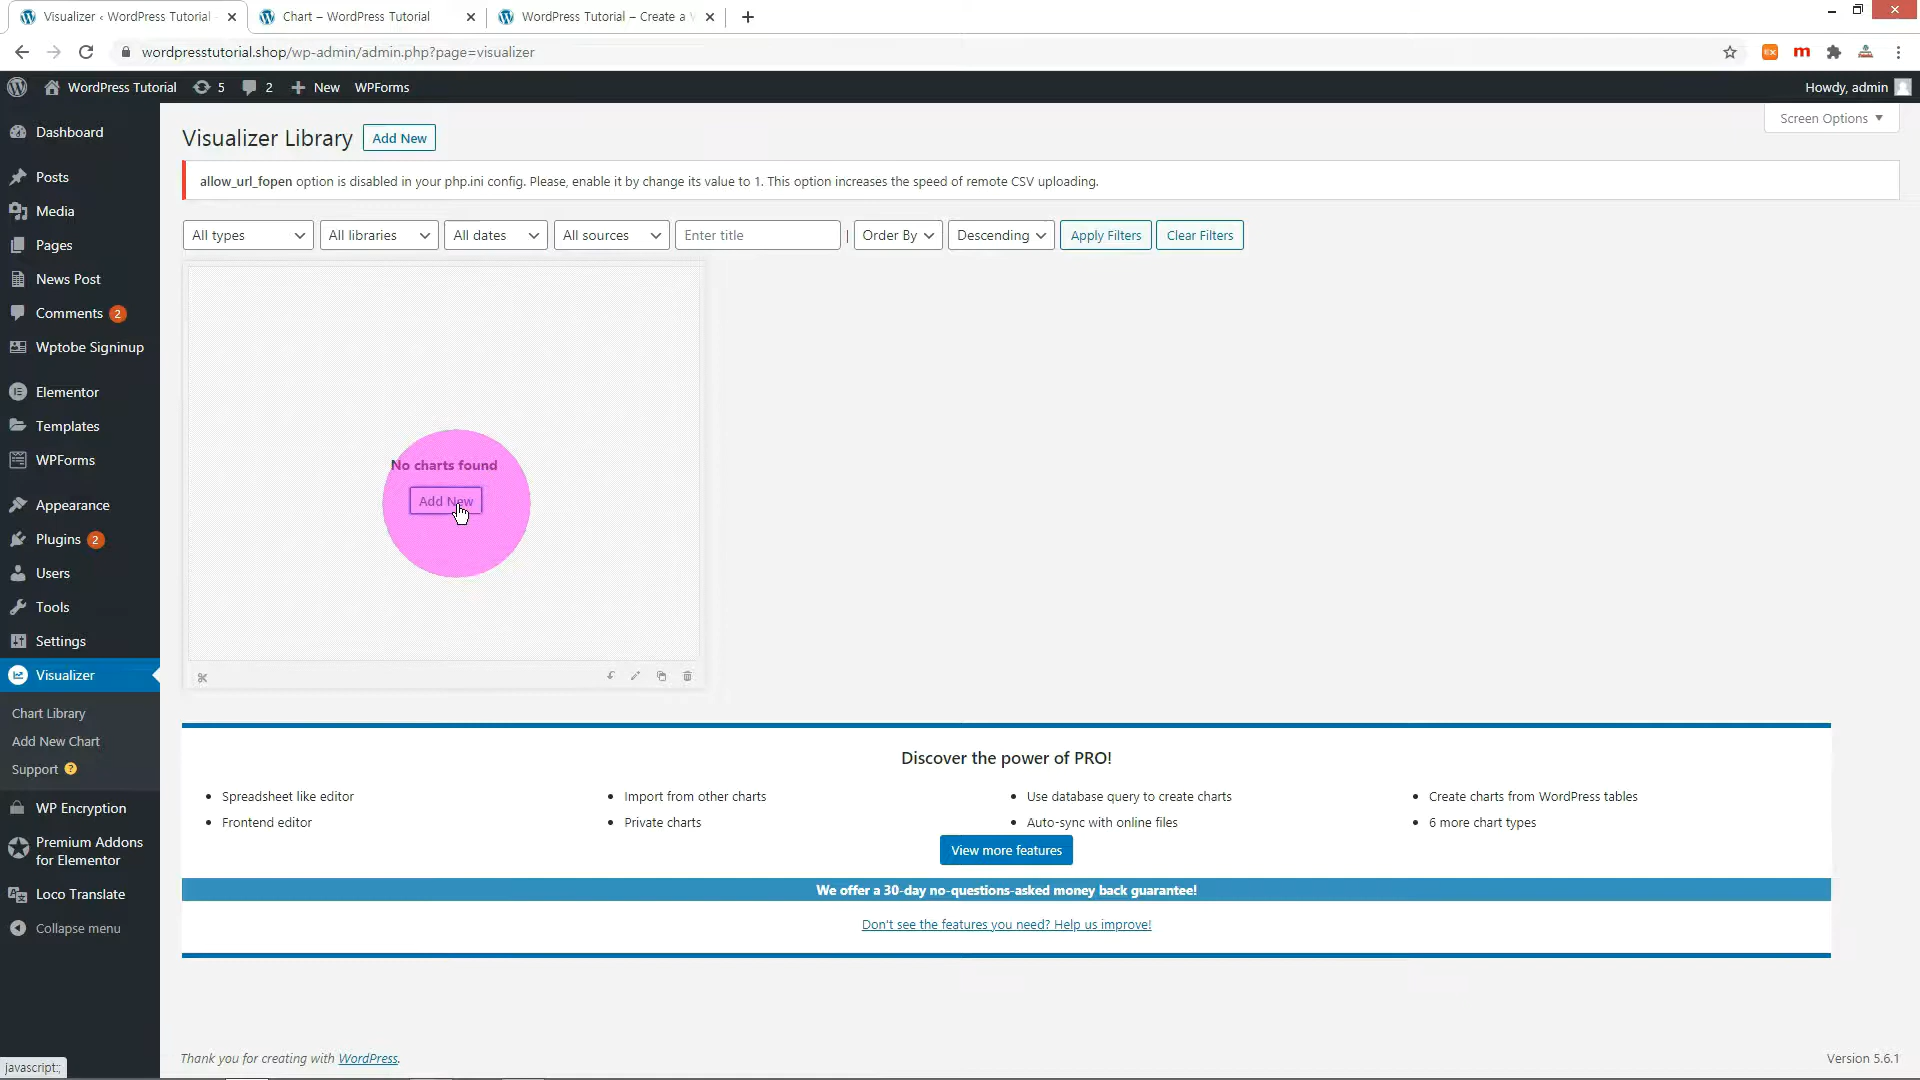 Visualizer ‹ WordPress Tutorial
Chart – WordPress Tutorial
WordPress Tutorial – Create a W
wordpresstutorial.shop/wp-admin/admin.php?page=visualizer
WordPress Tutorial
5
2
New
WPForms
Howdy, admin
Screen Options
Dashboard
Posts
Media
Pages
News Post
Comments 2
Wptobe Signinup
Elementor
Templates
WPForms
Appearance
Plugins 2
Users
Tools
Settings
Visualizer
Chart Library
Add New Chart
Support ?
WP Encryption
Premium Addons
for Elementor
Loco Translate
Collapse menu
javascript:;
Visualizer Library
Add New
allow_url_fopen option is disabled in your php.ini config. Please, enable it by change its value to 1. This option increases the speed of remote CSV uploading.
All types
All libraries
All dates
All sources
Enter title
|
Order By
Descending
Apply Filters
Clear Filters
No charts found
Add New
Discover the power of PRO!
Spreadsheet like editor
Frontend editor
Import from other charts
Private charts
Use database query to create charts
Auto-sync with online files
Create charts from WordPress tables
6 more chart types
View more features
We offer a 30-day no-questions-asked money back guarantee!
Don't see the features you need? Help us improve!
Thank you for creating with WordPress.
Version 5.6.1